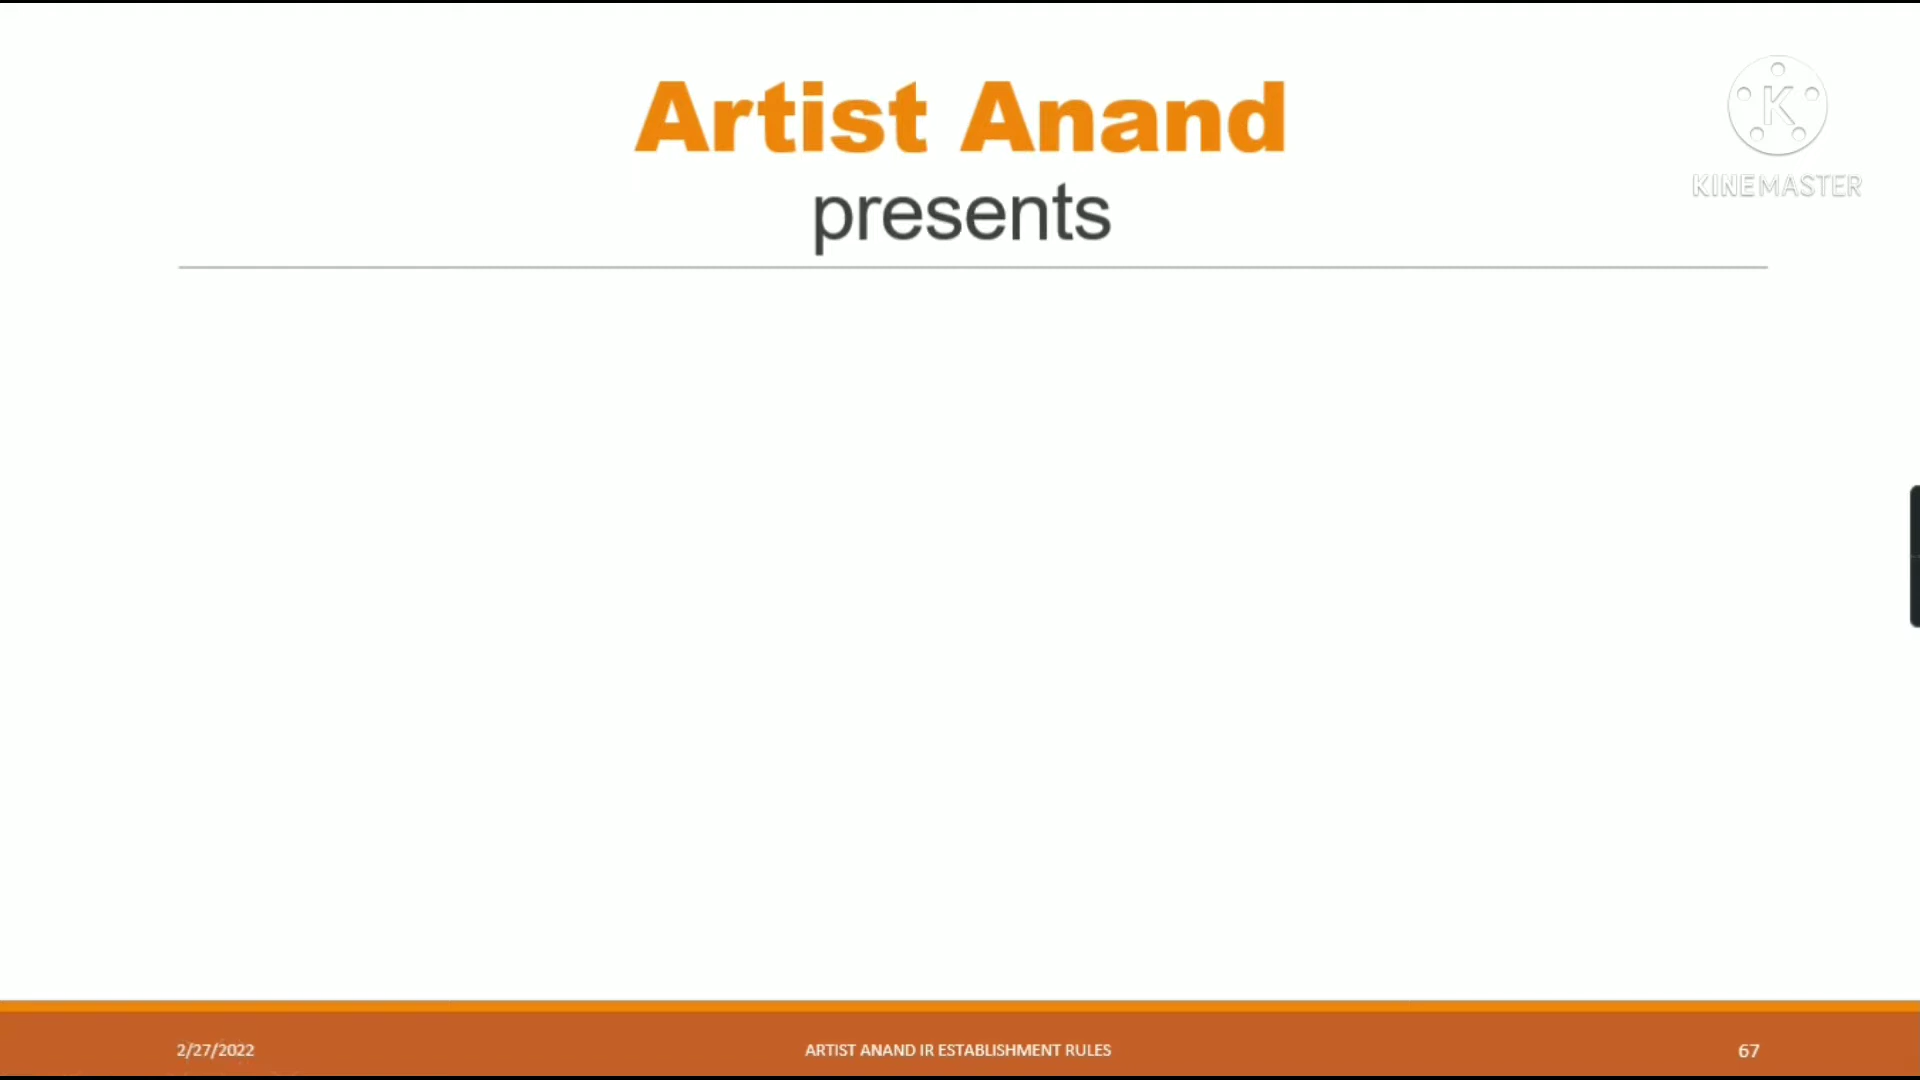 Artist Anand
presents
K
KINEMASTER
2/27/2022
ARTIST ANAND IR ESTABLISHMENT RULES
67